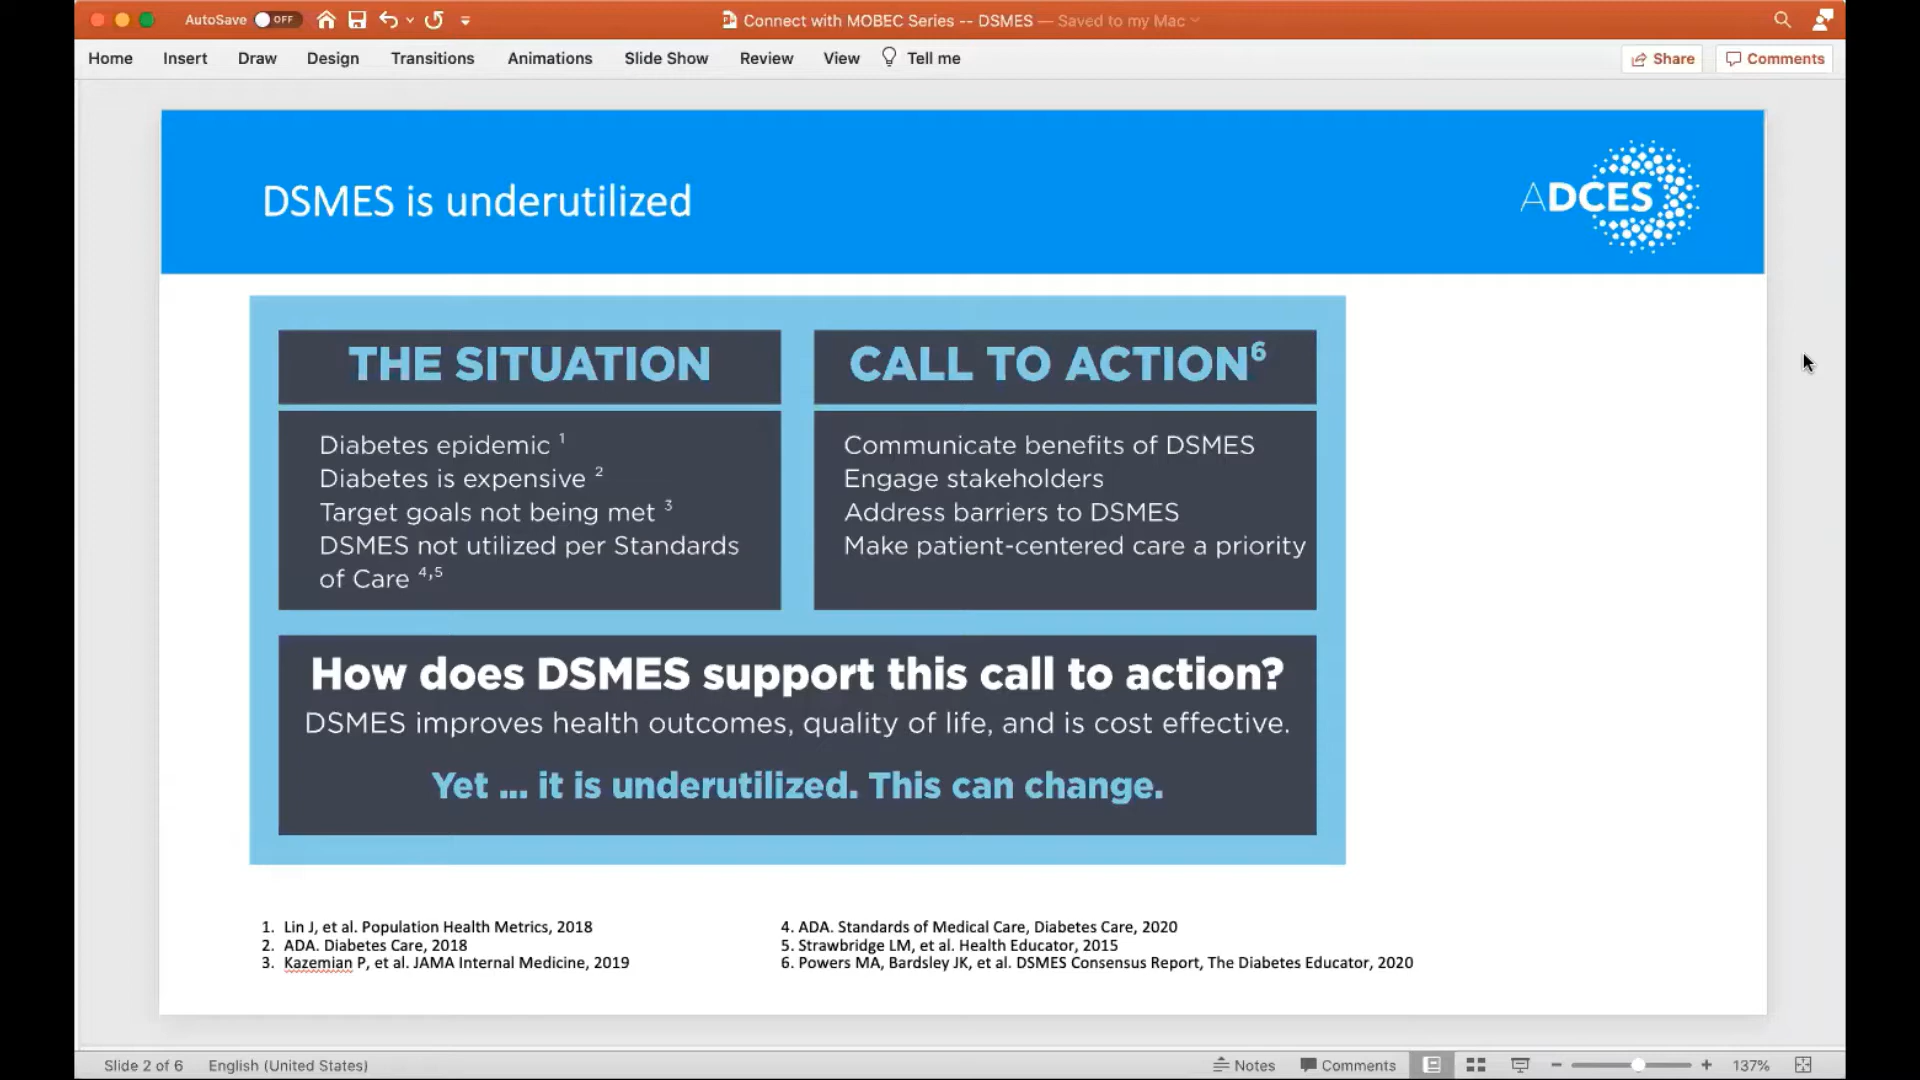 AutoSave OFF
Connect with MOBEC Series -- DSMES — Saved to my Mac
Home Insert Draw Design Transitions Animations Slide Show Review View Tell me
Share Comments
DSMES is underutilized
ADCES
THE SITUATION
Diabetes epidemic ¹
Diabetes is expensive ²
Target goals not being met ³
DSMES not utilized per Standards
of Care ⁴,⁵
CALL TO ACTION⁶
Communicate benefits of DSMES
Engage stakeholders
Address barriers to DSMES
Make patient-centered care a priority
How does DSMES support this call to action?
DSMES improves health outcomes, quality of life, and is cost effective.
Yet ... it is underutilized. This can change.
1. Lin J, et al. Population Health Metrics, 2018
2. ADA. Diabetes Care, 2018
3. Kazemian P, et al. JAMA Internal Medicine, 2019
4. ADA. Standards of Medical Care, Diabetes Care, 2020
5. Strawbridge LM, et al. Health Educator, 2015
6. Powers MA, Bardsley JK, et al. DSMES Consensus Report, The Diabetes Educator, 2020
Slide 2 of 6 English (United States)
Notes Comments 137%